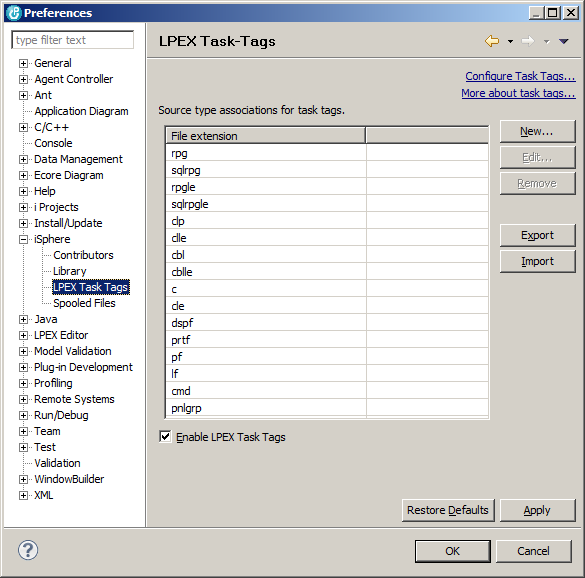 Preferences
type filter text
General
Agent Controller
Ant
Application Diagram
C/C++
Console
Data Management
Ecore Diagram
Help
i Projects
Install/Update
iSphere
Contributors
Library
LPEX Task Tags
Spooled Files
Java
LPEX Editor
Model Validation
Plug-in Development
Profiling
Remote Systems
Run/Debug
Team
Test
Validation
WindowBuilder
XML
LPEX Task-Tags
Configure Task Tags...
More about task tags...
Source type associations for task tags.
File extension
rpg
sqlrpg
rpgle
sqlrpgle
clp
clle
cbl
cblle
c
cle
dspf
prtf
pf
lf
cmd
pnlgrp
New...
Edit...
Remove
Export
Import
Enable LPEX Task Tags
Restore Defaults
Apply
?
OK
Cancel